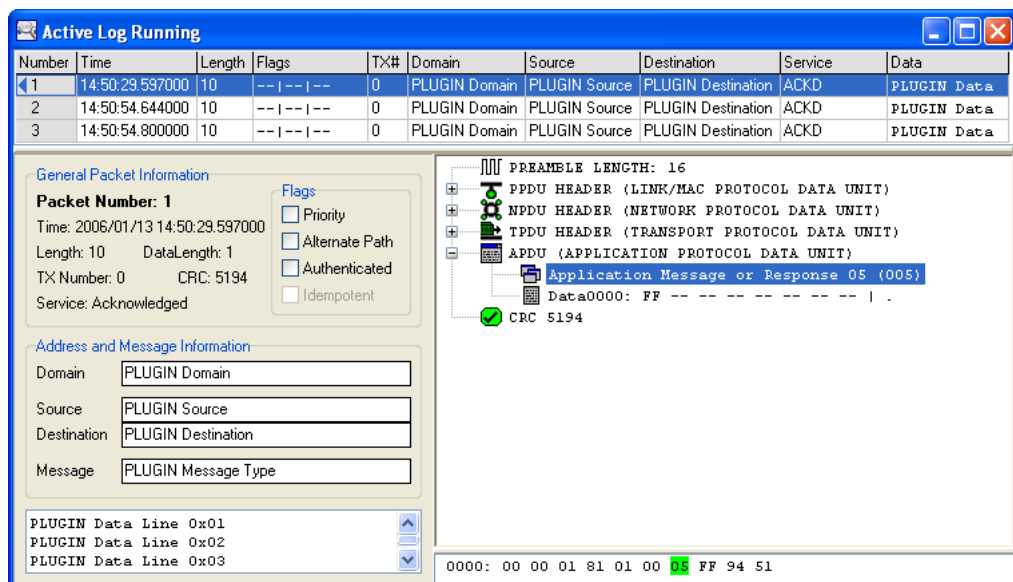 Active Log Running
Number Time Length Flags TX# Domain Source Destination Service Data
1 14:50:29.597000 10 --|--|-- 0 PLUGIN Domain PLUGIN Source PLUGIN Destination ACKD PLUGIN Data
2 14:50:54.644000 10 --|--|-- 0 PLUGIN Domain PLUGIN Source PLUGIN Destination ACKD PLUGIN Data
3 14:50:54.800000 10 --|--|-- 0 PLUGIN Domain PLUGIN Source PLUGIN Destination ACKD PLUGIN Data
General Packet Information
Packet Number: 1
Time: 2006/01/13 14:50:29.597000
Length: 10 DataLength: 1
TX Number: 0 CRC: 5194
Service: Acknowledged
Flags
Priority
Alternate Path
Authenticated
Idempotent
Address and Message Information
Domain PLUGIN Domain
Source PLUGIN Source
Destination PLUGIN Destination
Message PLUGIN Message Type
PLUGIN Data Line 0x01
PLUGIN Data Line 0x02
PLUGIN Data Line 0x03
PREAMBLE LENGTH: 16
PPDU HEADER (LINK/MAC PROTOCOL DATA UNIT)
NPDU HEADER (NETWORK PROTOCOL DATA UNIT)
TPDU HEADER (TRANSPORT PROTOCOL DATA UNIT)
APDU (APPLICATION PROTOCOL DATA UNIT)
Application Message or Response 05 (005)
Data0000: FF -- -- -- -- -- -- -- | .
CRC 5194
0000: 00 00 01 81 01 00 05 FF 94 51